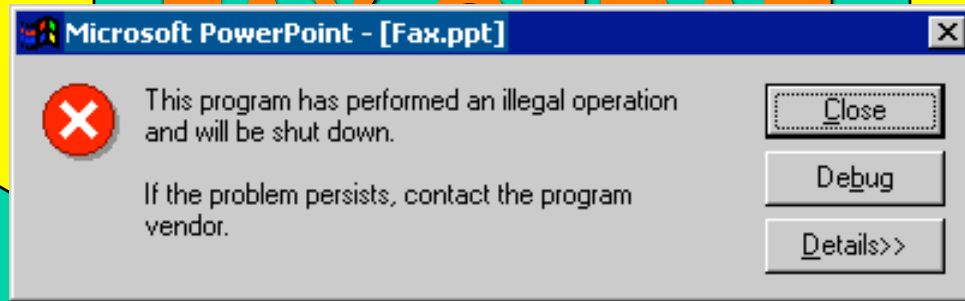 Microsoft PowerPoint - [Fax.ppt]
This program has performed an illegal operation
and will be shut down.
If the problem persists, contact the program
vendor.
Close
Debug
Details>>